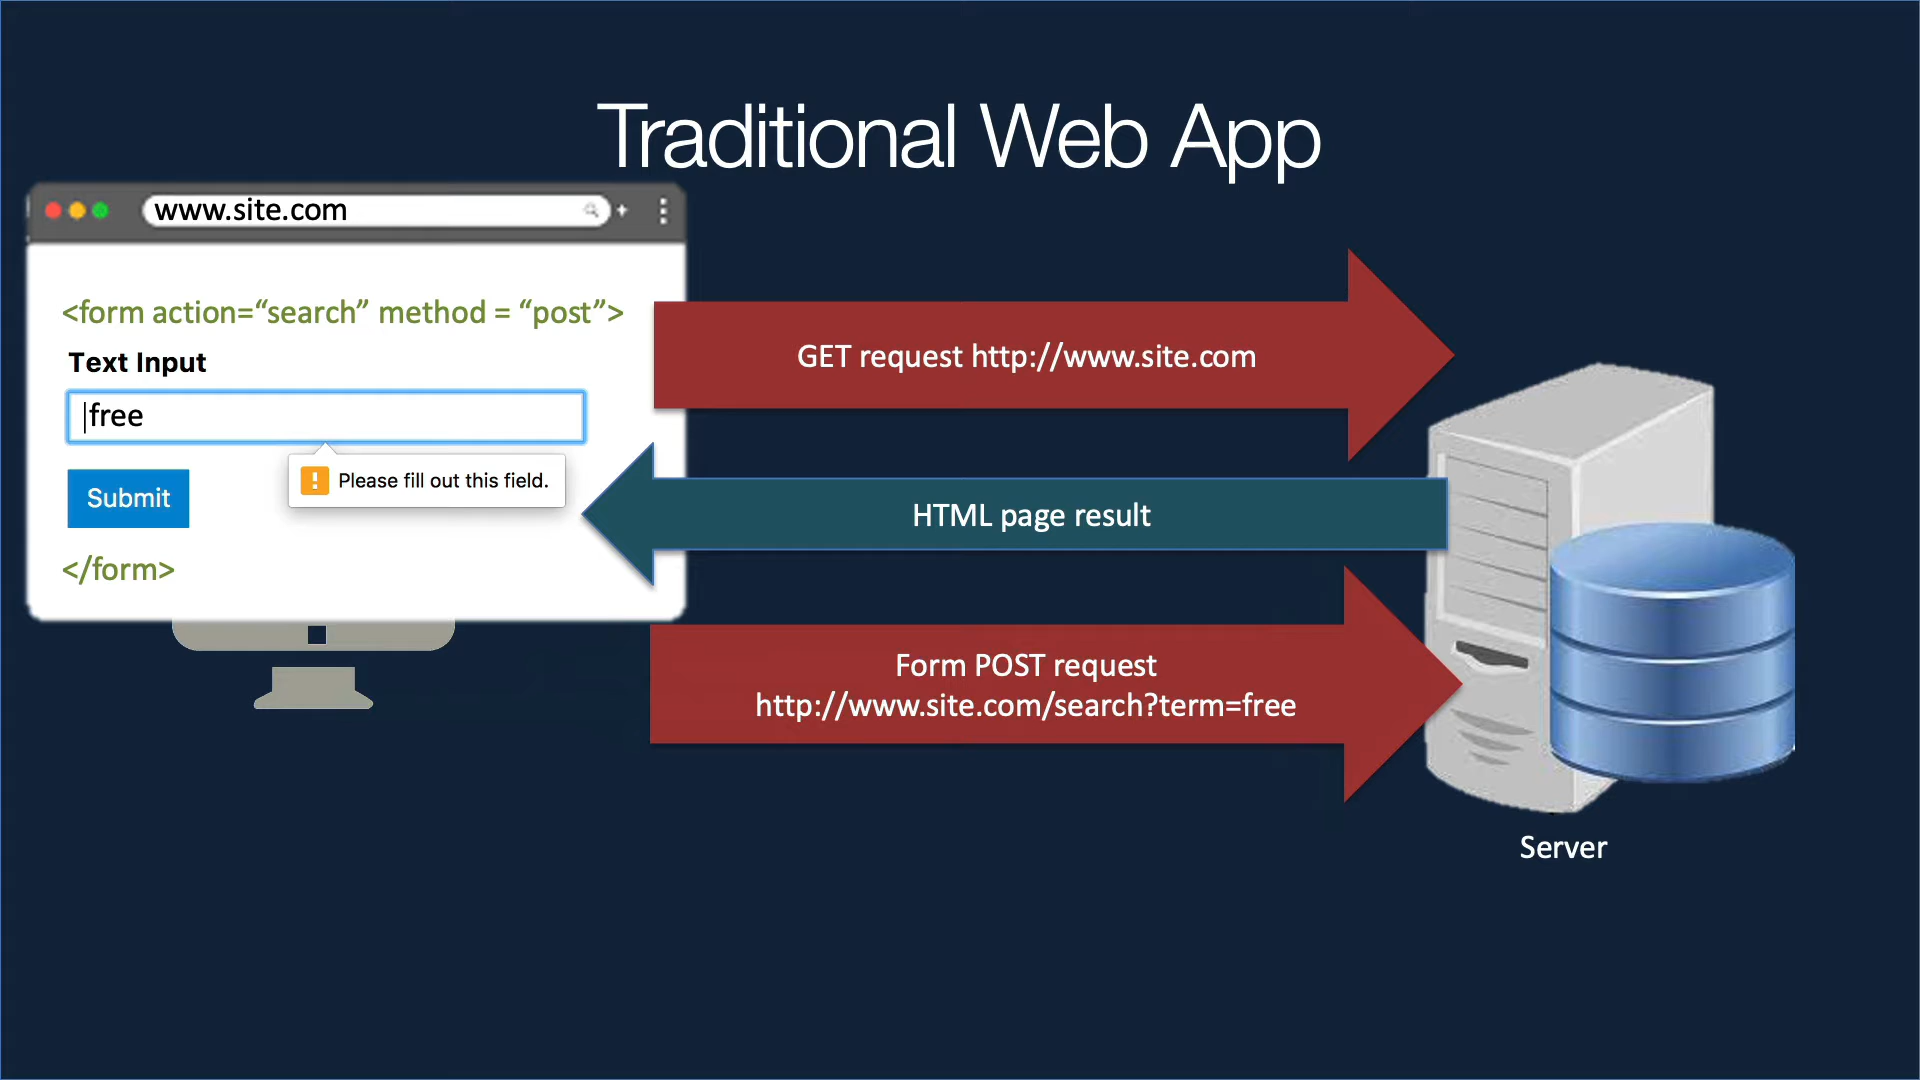 Traditional Web App
www.site.com
<form action=“search” method = “post”>
Text Input
free
Please fill out this field.
Submit
</form>
GET request http://www.site.com
HTML page result
Form POST request
http://www.site.com/search?term=free
Server